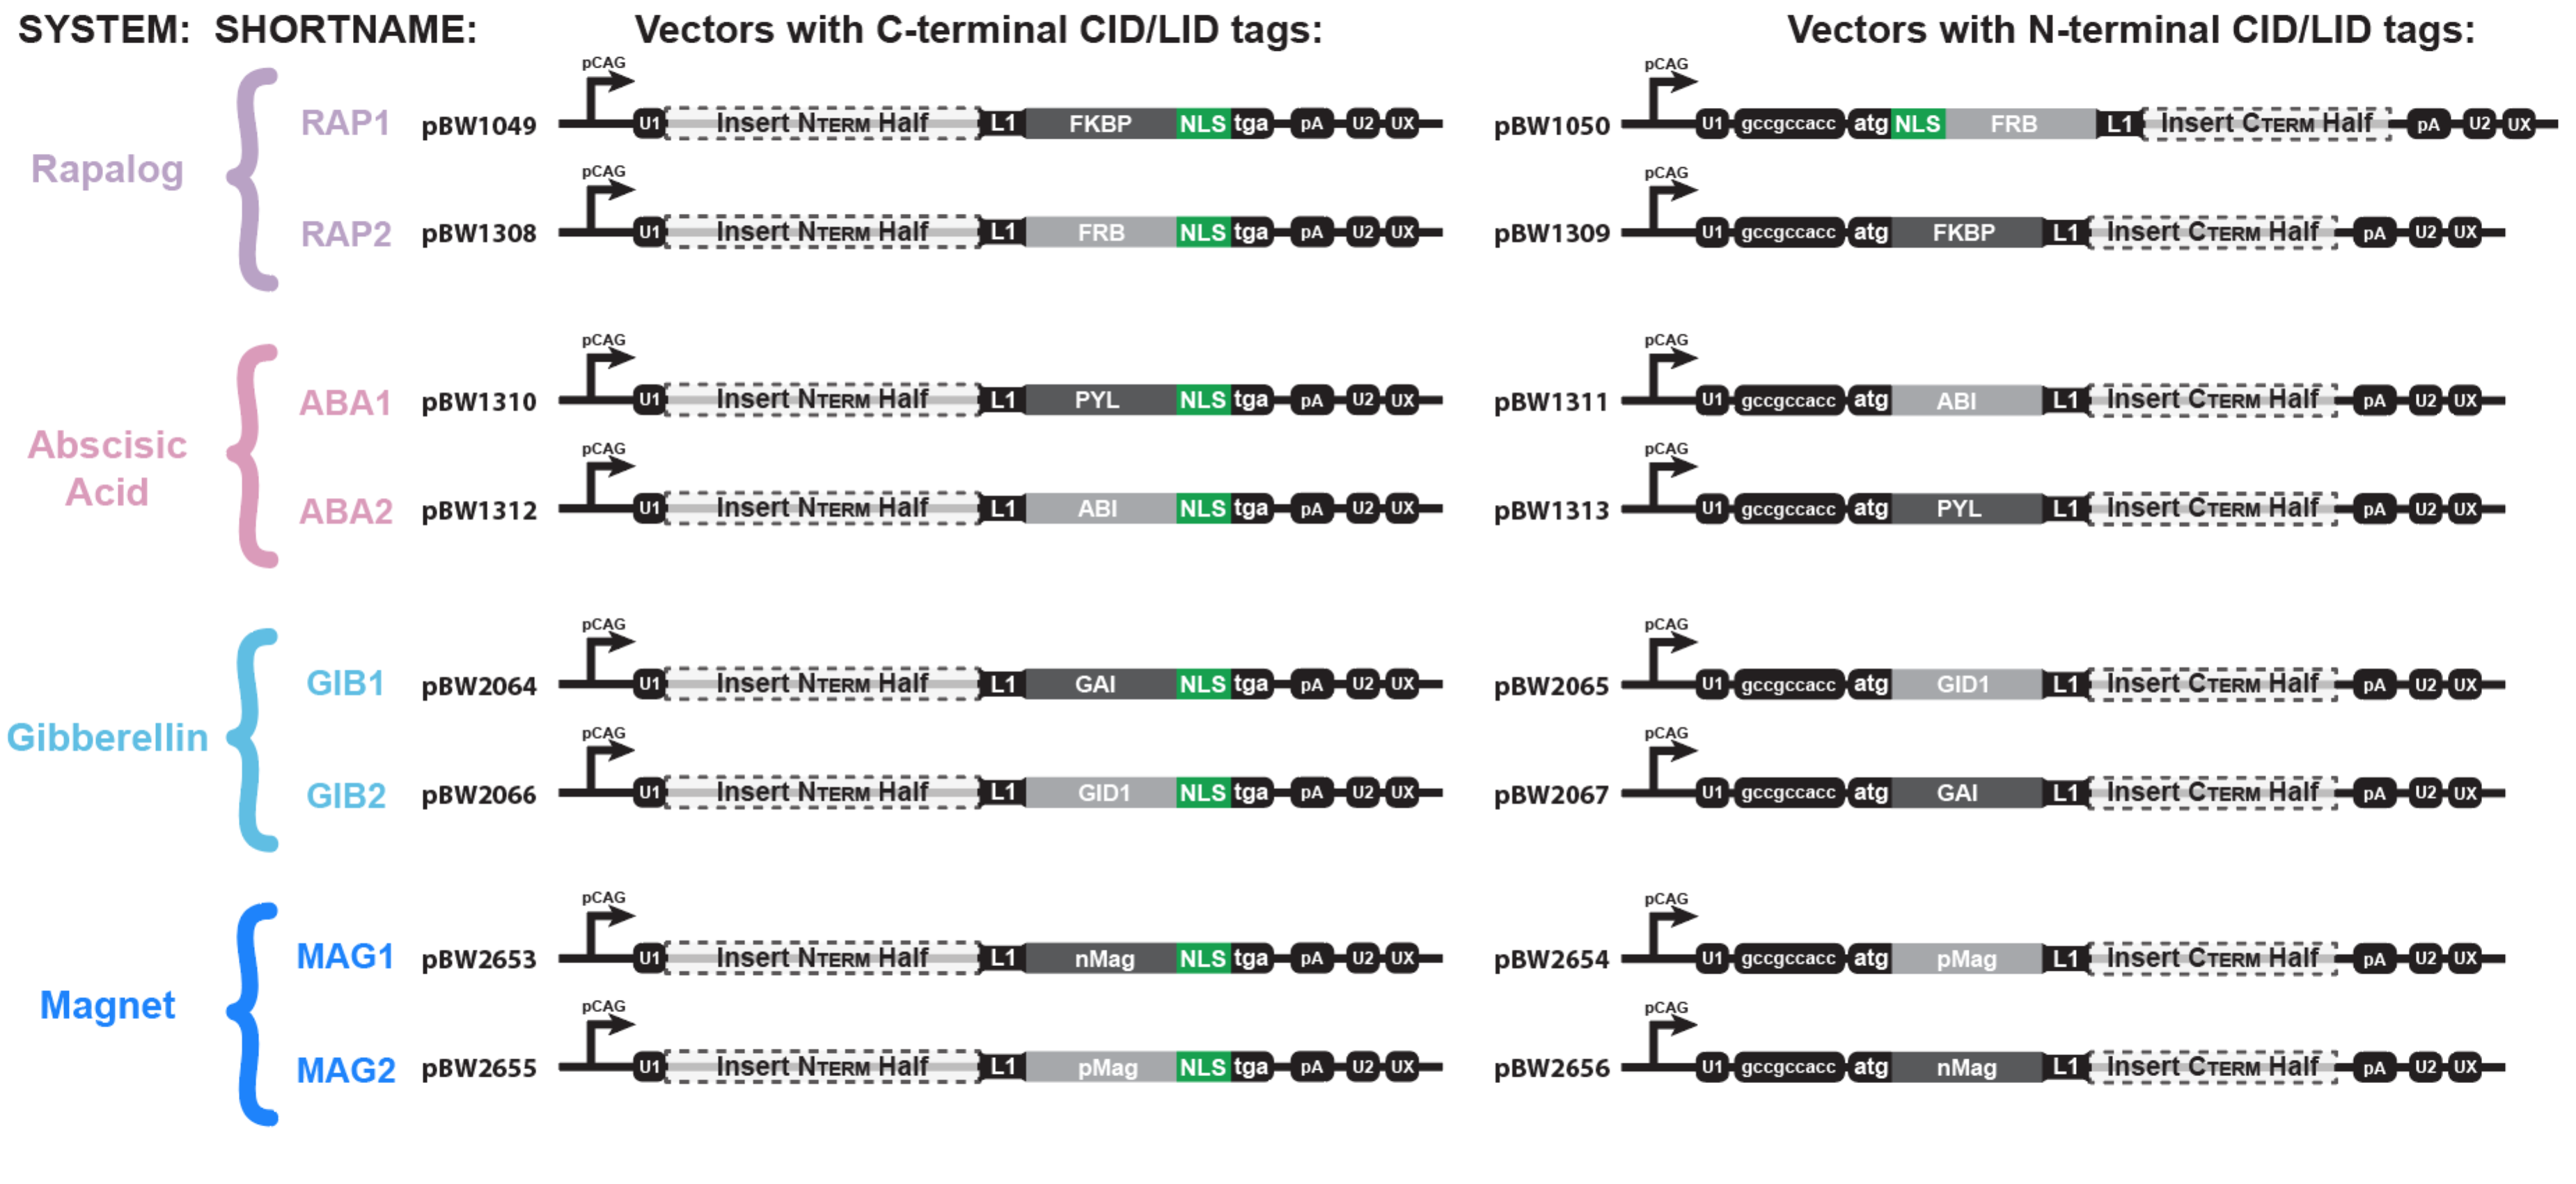 SYSTEM: SHORTNAME: Vectors with C-terminal CID/LID tags: Vectors with N-terminal CID/LID tags:
Rapalog
pCAG pCAG
RAP1 pBW1049 U1 Insert NTERM Half L1 FKBP NLS tga pA U2 UX pBW1050 U1 gccgccacc atg NLS FRB L1 Insert CTERM Half pA U2 UX
pCAG pCAG
RAP2 pBW1308 U1 Insert NTERM Half L1 FRB NLS tga pA U2 UX pBW1309 U1 gccgccacc atg FKBP L1 Insert CTERM Half pA U2 UX
Abscisic
Acid
pCAG pCAG
ABA1 pBW1310 U1 Insert NTERM Half L1 PYL NLS tga pA U2 UX pBW1311 U1 gccgccacc atg ABI L1 Insert CTERM Half pA U2 UX
pCAG pCAG
ABA2 pBW1312 U1 Insert NTERM Half L1 ABI NLS tga pA U2 UX pBW1313 U1 gccgccacc atg PYL L1 Insert CTERM Half pA U2 UX
Gibberellin
pCAG pCAG
GIB1 pBW2064 U1 Insert NTERM Half L1 GAI NLS tga pA U2 UX pBW2065 U1 gccgccacc atg GID1 L1 Insert CTERM Half pA U2 UX
pCAG pCAG
GIB2 pBW2066 U1 Insert NTERM Half L1 GID1 NLS tga pA U2 UX pBW2067 U1 gccgccacc atg GAI L1 Insert CTERM Half pA U2 UX
Magnet
pCAG pCAG
MAG1 pBW2653 U1 Insert NTERM Half L1 nMag NLS tga pA U2 UX pBW2654 U1 gccgccacc atg pMag L1 Insert CTERM Half pA U2 UX
pCAG pCAG
MAG2 pBW2655 U1 Insert NTERM Half L1 pMag NLS tga pA U2 UX pBW2656 U1 gccgccacc atg nMag L1 Insert CTERM Half pA U2 UX